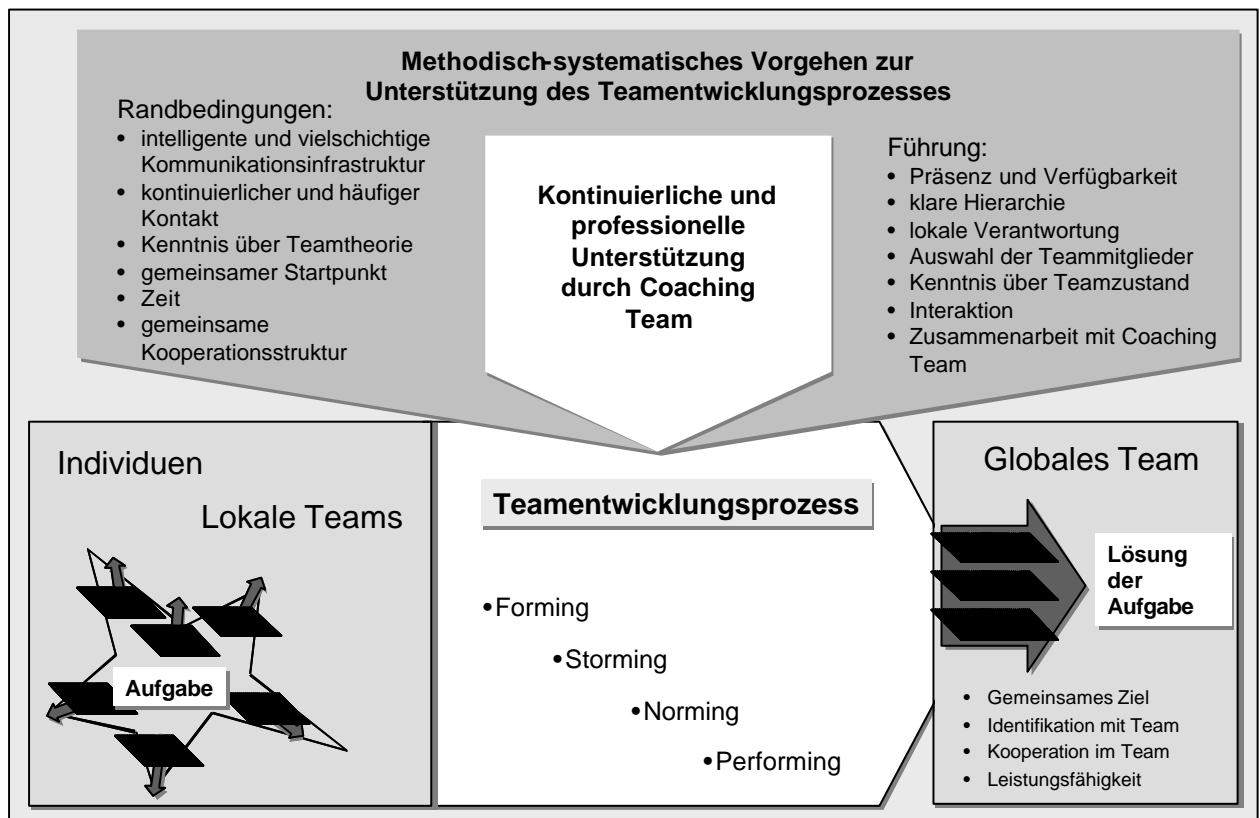 Methodisch-systematisches Vorgehen zur
Unterstützung des Teamentwicklungsprozesses
Randbedingungen:
• intelligente und vielschichtige
Kommunikationsinfrastruktur
• kontinuierlicher und häufiger
Kontakt
• Kenntnis über Teamtheorie
• gemeinsamer Startpunkt
• Zeit
• gemeinsame
Kooperationsstruktur
Kontinuierliche und
professionelle
Unterstützung
durch Coaching
Team
Führung:
• Präsenz und Verfügbarkeit
• klare Hierarchie
• lokale Verantwortung
• Auswahl der Teammitglieder
• Kenntnis über Teamzustand
• Interaktion
• Zusammenarbeit mit Coaching
Team
Individuen
Lokale Teams
Aufgabe
Teamentwicklungsprozess
•Forming
•Storming
•Norming
•Performing
Globales Team
Lösung
der
Aufgabe
• Gemeinsames Ziel
• Identifikation mit Team
• Kooperation im Team
• Leistungsfähigkeit